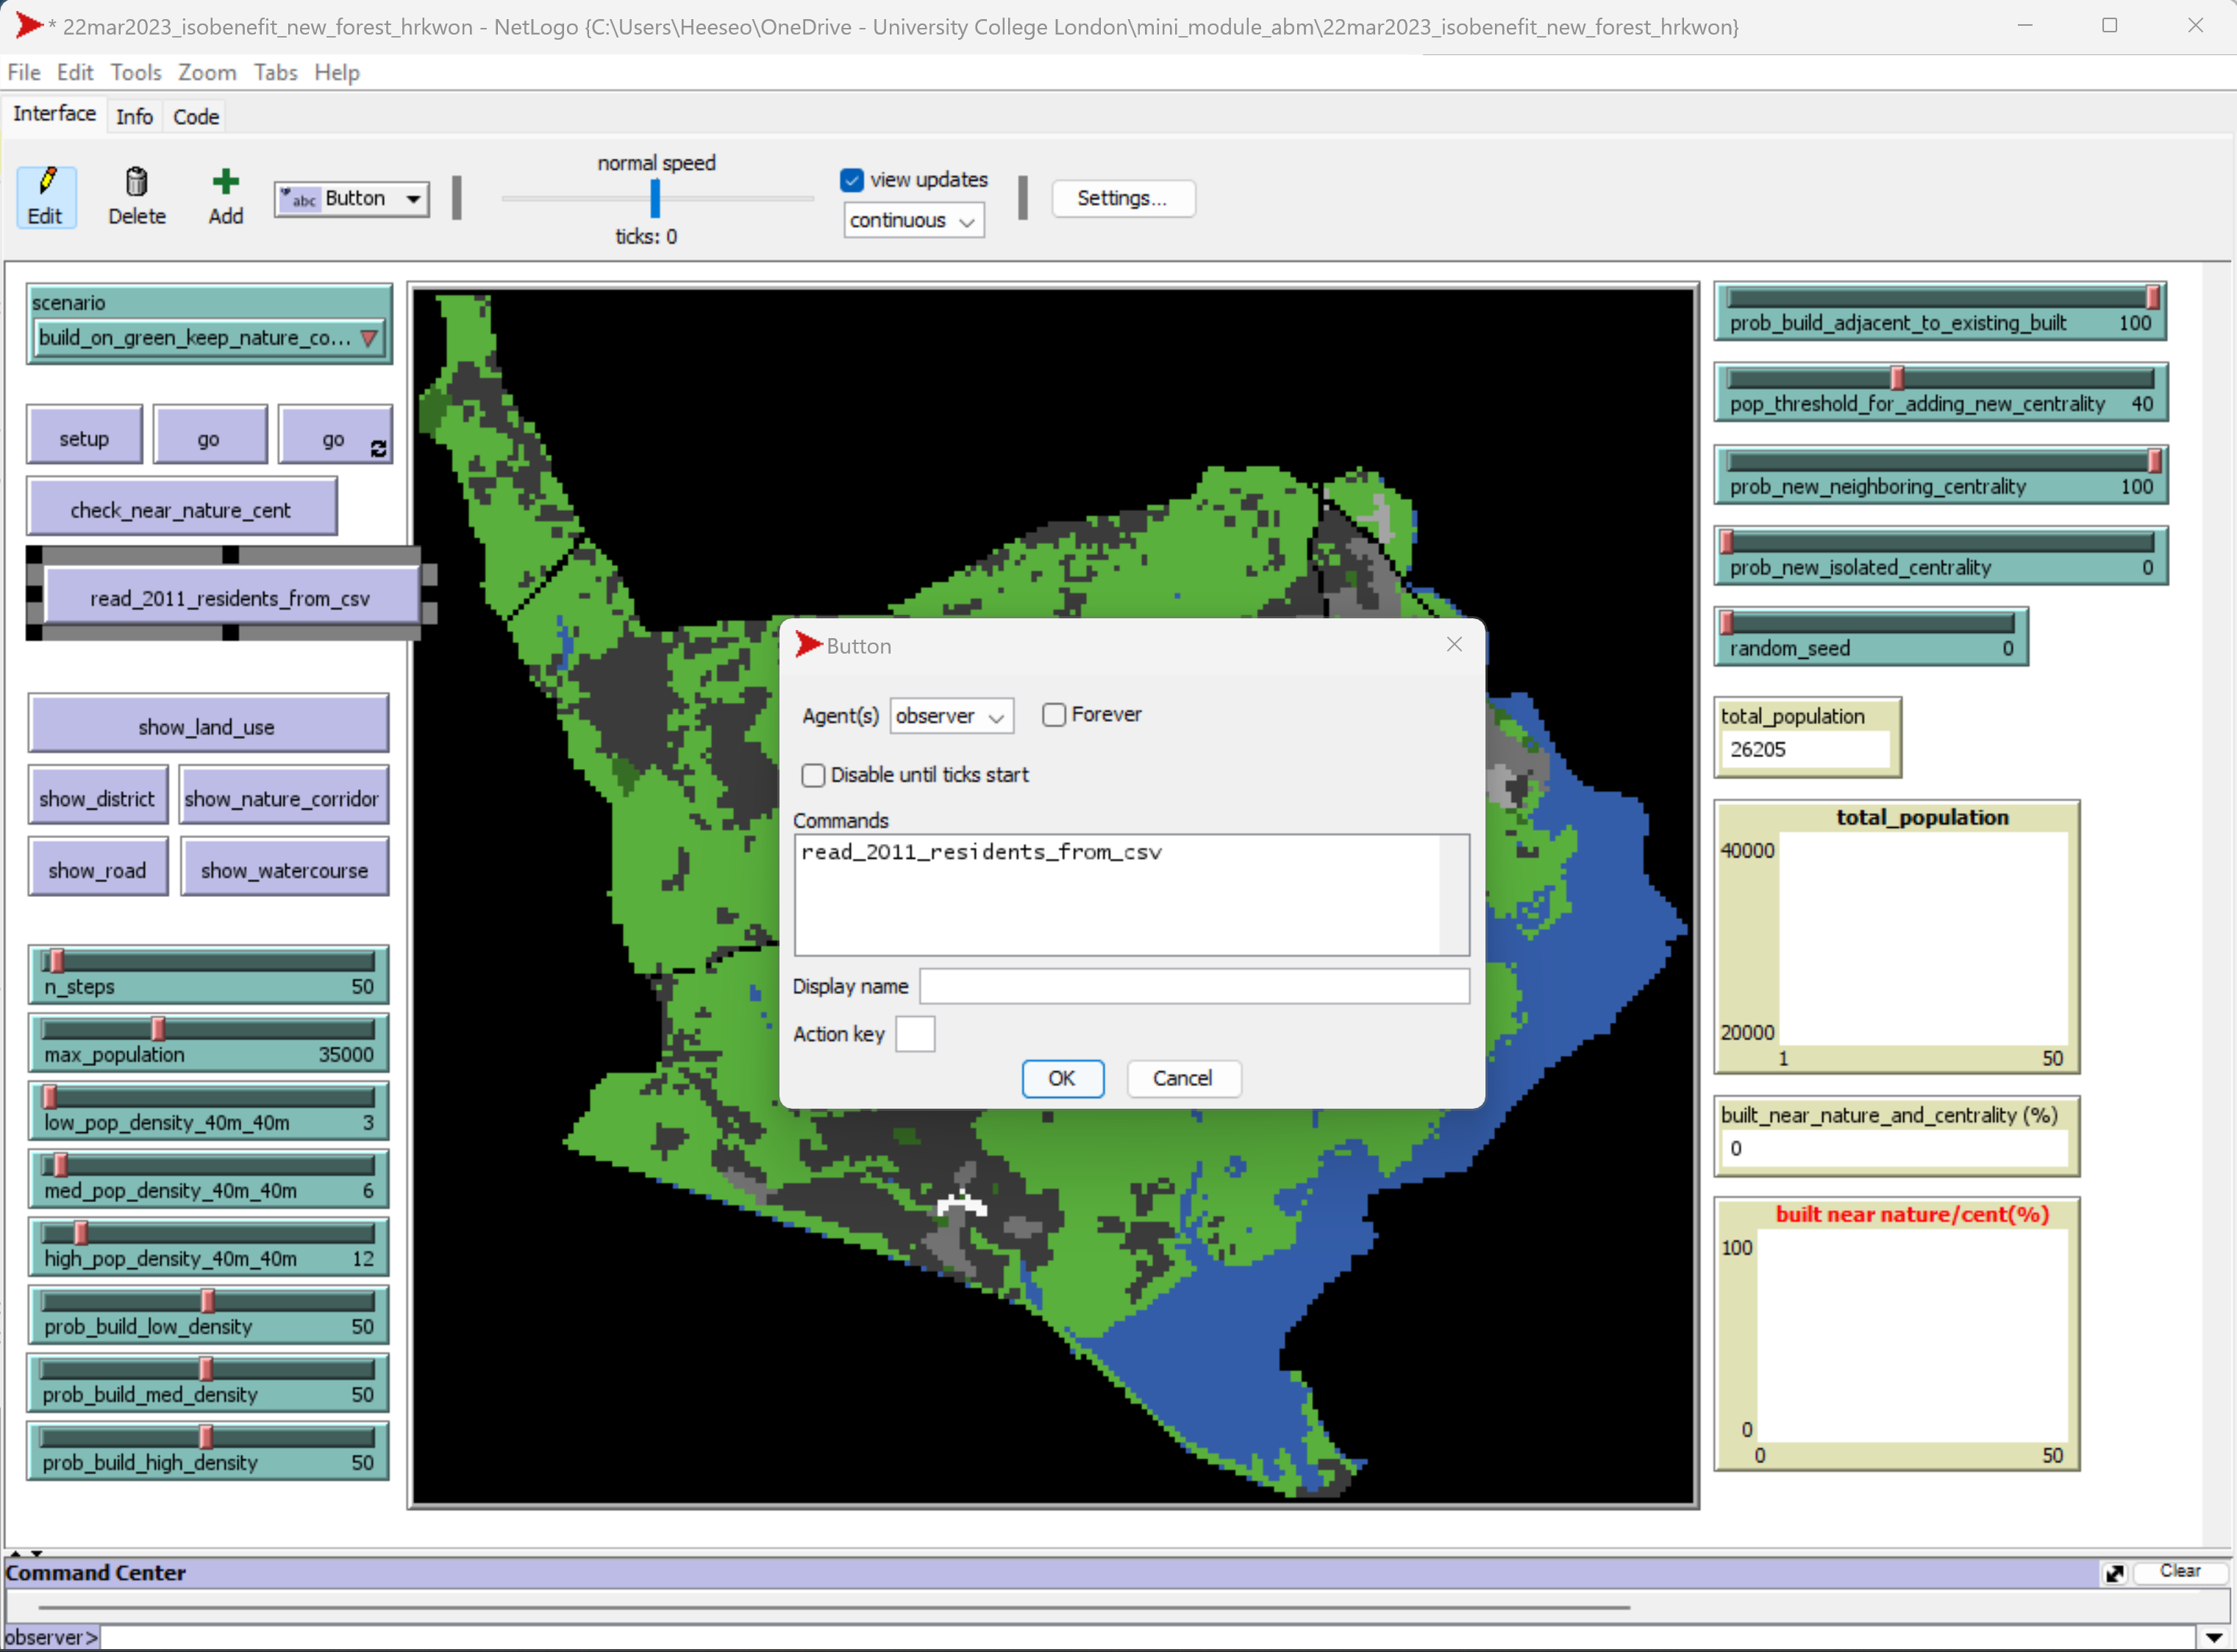 * 22mar2023_isobenefit_new_forest_hrkwon - NetLogo {C:\Users\Heeseo\OneDrive - University College London\mini_module_abm\22mar2023_isobenefit_new_forest_hrkwon}
File Edit Tools Zoom Tabs Help
Interface Info Code
Edit
Delete
Add
abc Button
normal speed
ticks: 0
view updates
continuous
Settings...
scenario
build_on_green_keep_nature_co...
setup
go
go
check_near_nature_cent
read_2011_residents_from_csv
show_land_use
show_district
show_nature_corridor
show_road
show_watercourse
n_steps 50
max_population 35000
low_pop_density_40m_40m 3
med_pop_density_40m_40m 6
high_pop_density_40m_40m 12
prob_build_low_density 50
prob_build_med_density 50
prob_build_high_density 50
Button
Agent(s) observer Forever
Disable until ticks start
Commands
read_2011_residents_from_csv
Display name
Action key
OK
Cancel
prob_build_adjacent_to_existing_built 100
pop_threshold_for_adding_new_centrality 40
prob_new_neighboring_centrality 100
prob_new_isolated_centrality 0
random_seed 0
total_population
26205
total_population
40000
20000
1 50
built_near_nature_and_centrality (%)
0
built near nature/cent(%)
100
0
0 50
Command Center
Clear
observer>